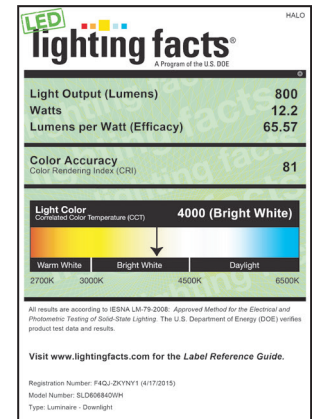 HALO
LED
lighting facts®
A Program of the U.S. DOE
Light Output (Lumens) 800
Watts 12.2
Lumens per Watt (Efficacy) 65.57
Color Accuracy
Color Rendering Index (CRI) 81
Light Color
Correlated Color Temperature (CCT) 4000 (Bright White)
Warm White Bright White Daylight
2700K 3000K 4500K 6500K
All results are according to IESNA LM-79-2008: Approved Method for the Electrical and
Photometric Testing of Solid-State Lighting. The U.S. Department of Energy (DOE) verifies
product test data and results.
Visit www.lightingfacts.com for the Label Reference Guide.
Registration Number: F4QJ-ZKYNY1 (4/17/2015)
Model Number: SLD606840WH
Type: Luminaire - Downlight